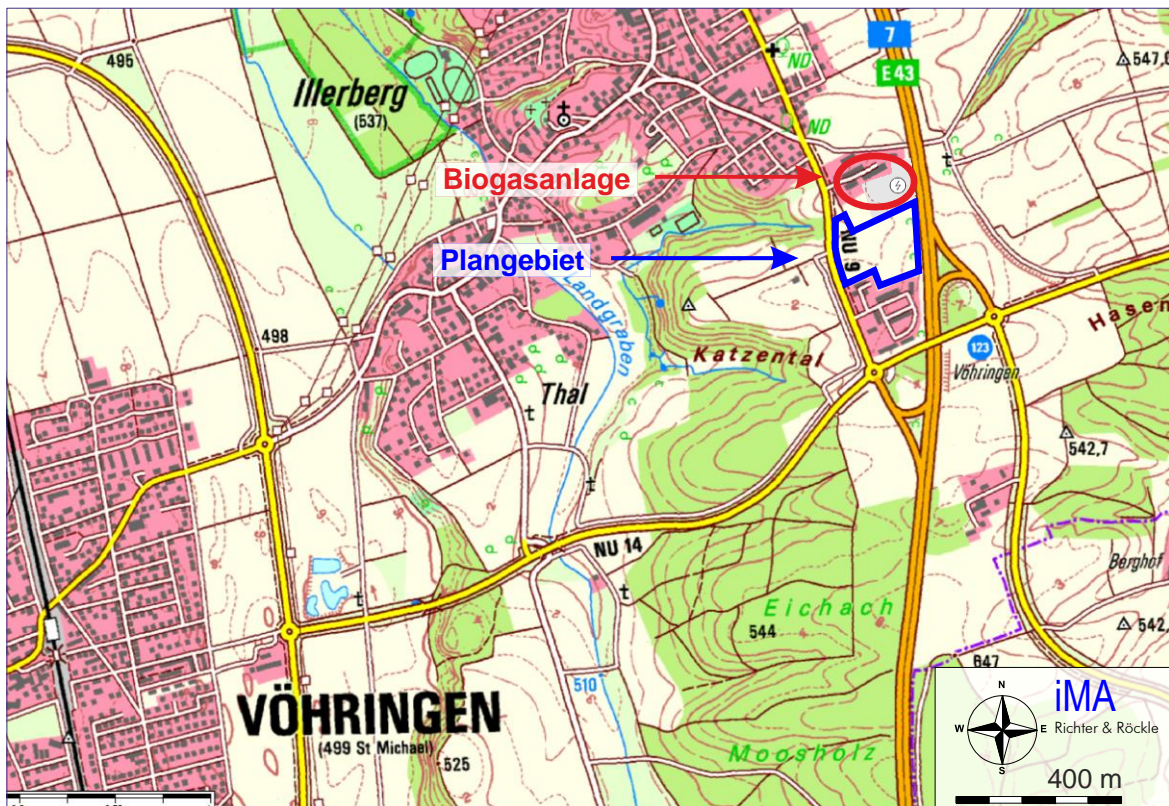 7
E43
495
Illerberg
(537)
ND
ND
547,0
Biogasanlage
Plangebiet
NU 9
Landgraben
Katzental
Hasen
123
Vöhringen
498
Thal
542,7
NU 14
Berghof
Eichach
544
542,
647
510
VÖHRINGEN
(499 St Michael)
525
Moosholz
N
W
E
S
iMA
Richter & Röckle
400 m